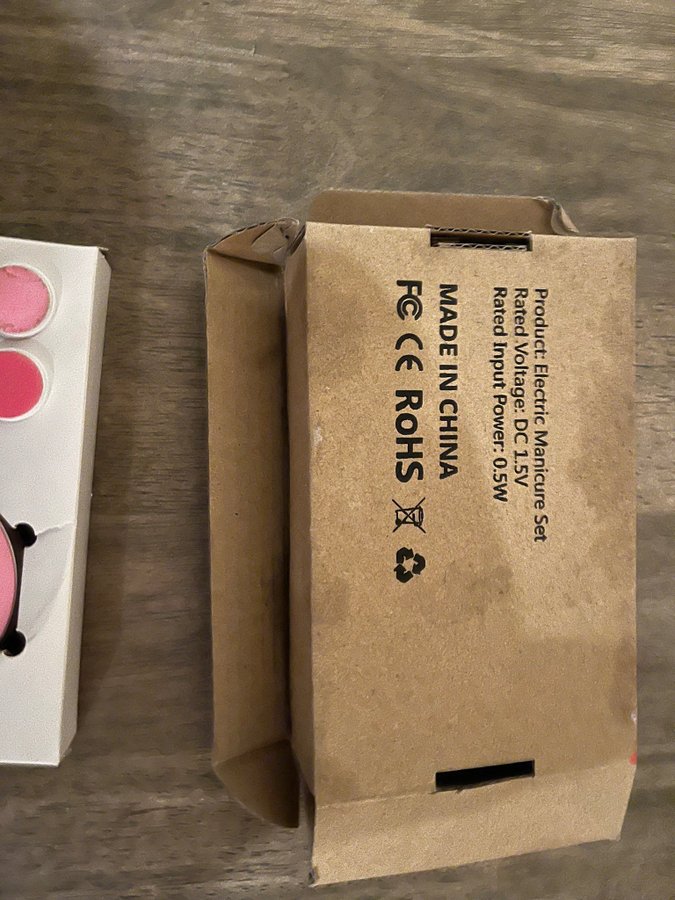 Product: Electric Manicure Set
Rated Voltage: DC 1.5V
Rated Input Power: 0.5W
MADE IN CHINA
FC CE RoHS